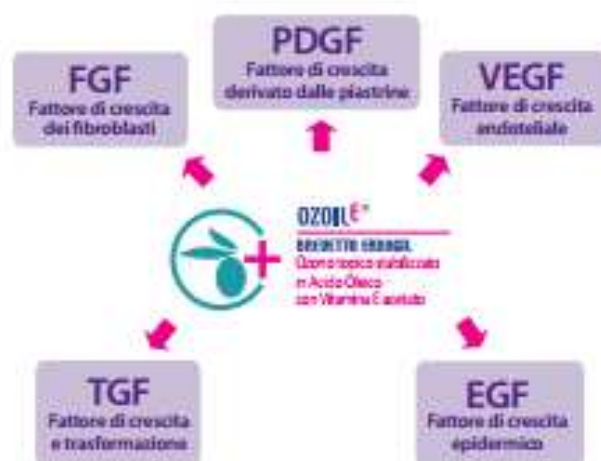 PDGF
Fattore di crescita
derivato dalle piastrine
FGF
Fattore di crescita
dei fibroblasti
VEGF
Fattore di crescita
endoteliale
OZOILE®
BREVETTO ERBAGIL
Ozono topico stabilizzato
in Acido Oleico
con Vitamina E acetato
TGF
Fattore di crescita
e trasformazione
EGF
Fattore di crescita
epidermico